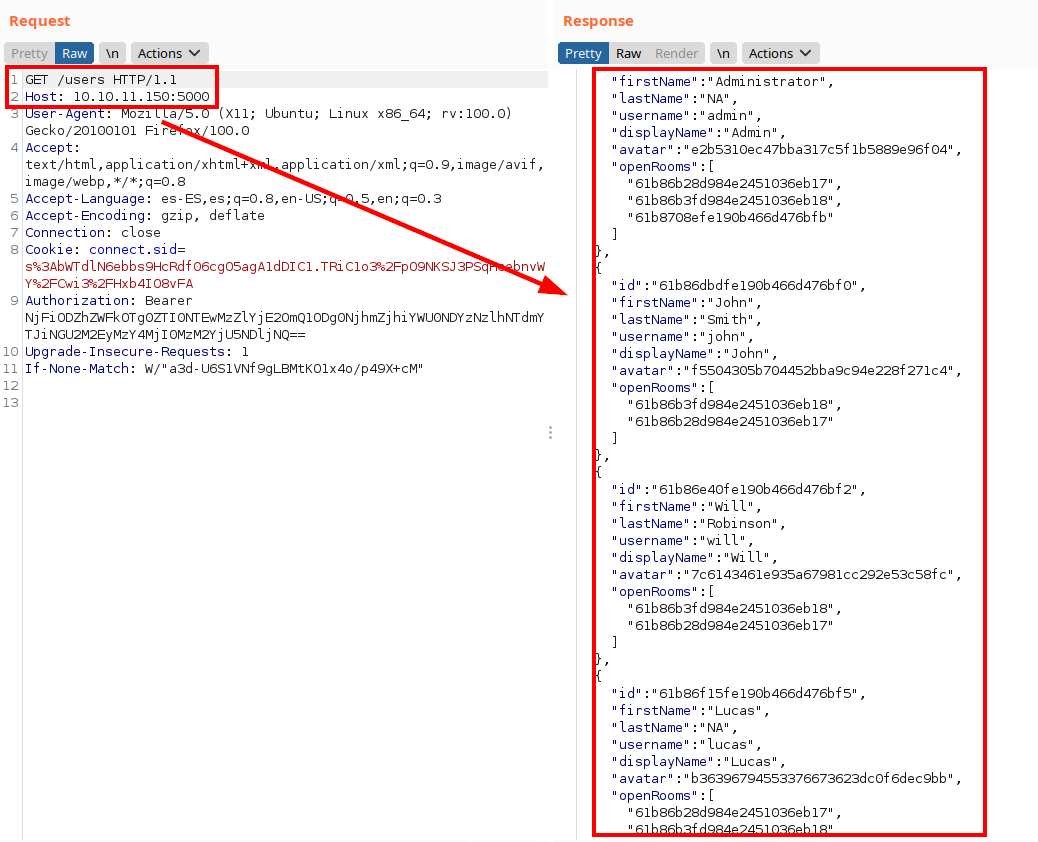 Request
Pretty Raw \n Actions
1 GET /users HTTP/1.1
2 Host: 10.10.11.150:5000
3 User-Agent: Mozilla/5.0 (X11; Ubuntu; Linux x86_64; rv:100.0)
Gecko/20100101 Firefox/100.0
4 Accept:
text/html,application/xhtml+xml,application/xml;q=0.9,image/avif,
image/webp,*/*;q=0.8
5 Accept-Language: es-ES,es;q=0.8,en-US;q=0.5,en;q=0.3
6 Accept-Encoding: gzip, deflate
7 Connection: close
8 Cookie: connect.sid=
Y%2FCwi3%2FHxb4IO8vFA
9 Authorization: Bearer
NjFiODZhZWFkOTg0ZTI0NTEwMzZlYjE2OmQ1ODg0NjhmZjhiYWU0NDYzNzlhNTdmY
TJiNGU2M2EyMzY4MjI0MzM2YjU5NDljNQ==
10 Upgrade-Insecure-Requests: 1
11 If-None-Match: W/"a3d-U6S1VNf9gLBMtKO1x4o/p49X+cM"
12
13
Response
Pretty Raw Render \n Actions
"firstName":"Administrator",
"lastName":"NA",
"username":"admin",
"displayName":"Admin",
"avatar":"e2b5310ec47bba317c5f1b5889e96f04",
"openRooms":[
"61b86b28d984e2451036eb17",
"61b86b3fd984e2451036eb18",
"61b8708efe190b466d476bfb"
]
},
{
"id":"61b86dbdfe190b466d476bf0",
"firstName":"John",
"lastName":"Smith",
"username":"john",
"displayName":"John",
"avatar":"f5504305b704452bba9c94e228f271c4",
"openRooms":[
"61b86b3fd984e2451036eb18",
"61b86b28d984e2451036eb17"
]
},
{
"id":"61b86e40fe190b466d476bf2",
"firstName":"Will",
"lastName":"Robinson",
"username":"will",
"displayName":"Will",
"avatar":"7c6143461e935a67981cc292e53c58fc",
"openRooms":[
"61b86b3fd984e2451036eb18",
"61b86b28d984e2451036eb17"
]
},
{
"id":"61b86f15fe190b466d476bf5",
"firstName":"Lucas",
"lastName":"NA",
"username":"lucas",
"displayName":"Lucas",
"avatar":"b36396794553376673623dc0f6dec9bb",
"openRooms":[
"61b86b28d984e2451036eb17",
"61b86b3fd984e2451036eb18"